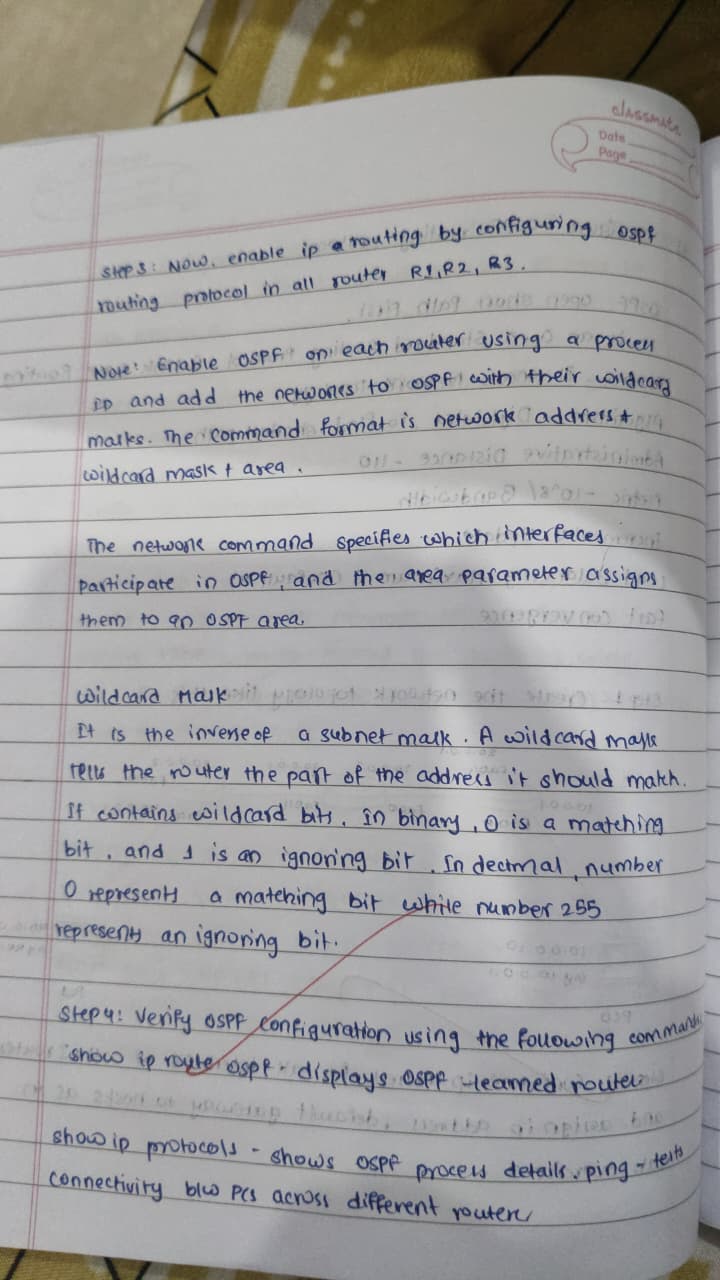 classmate
Date
Page
Step 3: Now, enable ip a routing by configuring ospf
routing protocol in all router R1, R2, R3.
Note: Enable OSPF on each router using a process
ID and add the networks to OSPF with their wildcard
masks. The command format is network address +
wildcard mask + area.
The network command specifies which interfaces
participate in OSPF, and the area parameter assigns
them to an OSPF area.
Wildcard Mask
It is the inverse of a subnet mask. A wildcard mask
tells the router the part of the address it should match.
It contains wildcard bits. In binary, 0 is a matching
bit, and 1 is an ignoring bit. In decimal, number
0 represents a matching bit while number 255
represents an ignoring bit.
Step 4: Verify OSPF configuration using the following commands
show ip route ospf - displays OSPF -learned routes
show ip protocols - shows OSPF process details. ping - tests
connectivity b/w PCs across different routers